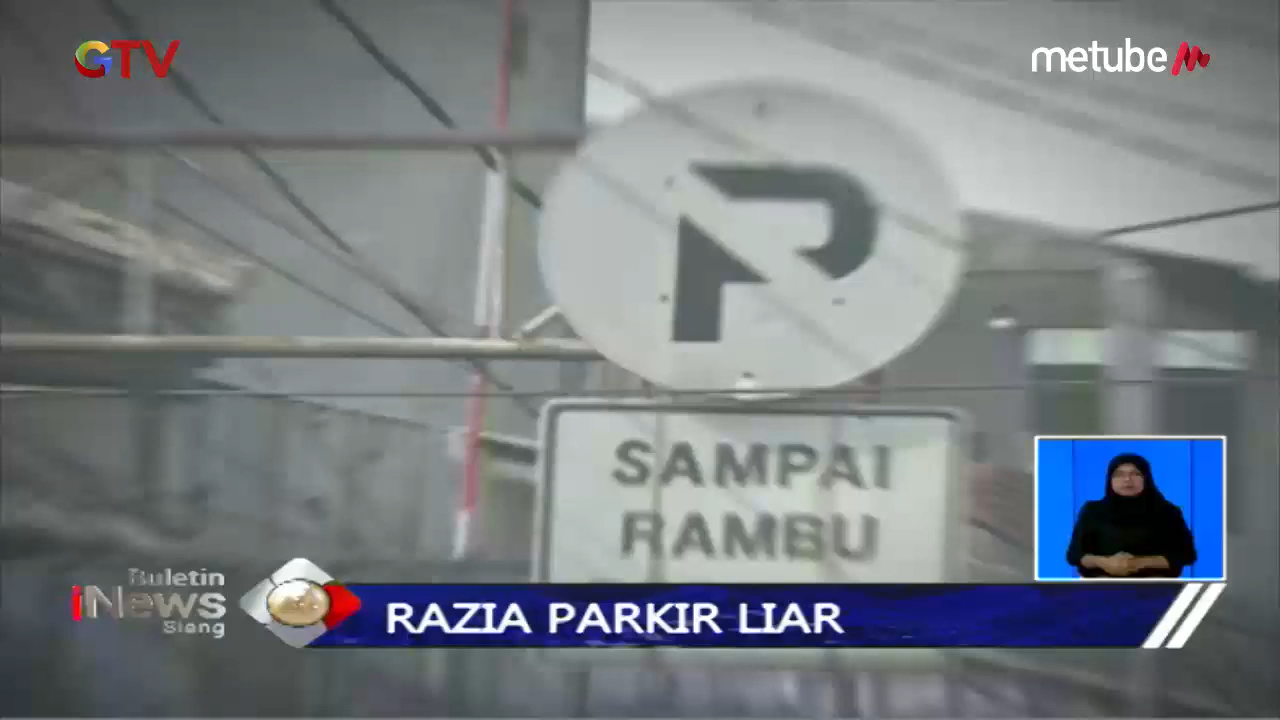 GTV
metube
P
SAMPAI
RAMBU
Buletin
iNews
Siang
RAZIA PARKIR LIAR